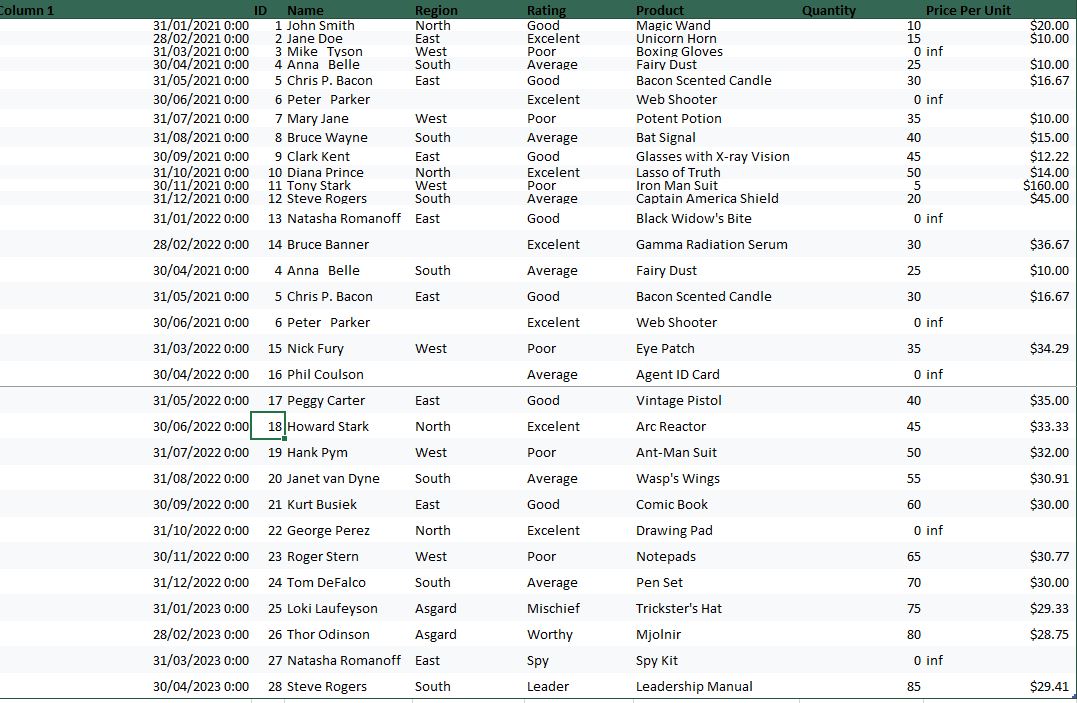 Column 1 ID Name Region Rating Product Quantity Price Per Unit
31/01/2021 0:00 1 John Smith North Good Magic Wand 10 $20.00
28/02/2021 0:00 2 Jane Doe East Excelent Unicorn Horn 15 $10.00
31/03/2021 0:00 3 Mike Tyson West Poor Boxing Gloves 0 inf
30/04/2021 0:00 4 Anna Belle South Average Fairy Dust 25 $10.00
31/05/2021 0:00 5 Chris P. Bacon East Good Bacon Scented Candle 30 $16.67
30/06/2021 0:00 6 Peter Parker Excelent Web Shooter 0 inf
31/07/2021 0:00 7 Mary Jane West Poor Potent Potion 35 $10.00
31/08/2021 0:00 8 Bruce Wayne South Average Bat Signal 40 $15.00
30/09/2021 0:00 9 Clark Kent East Good Glasses with X-ray Vision 45 $12.22
31/10/2021 0:00 10 Diana Prince North Excelent Lasso of Truth 50 $14.00
30/11/2021 0:00 11 Tony Stark West Poor Iron Man Suit 5 $160.00
31/12/2021 0:00 12 Steve Rogers South Average Captain America Shield 20 $45.00
31/01/2022 0:00 13 Natasha Romanoff East Good Black Widow's Bite 0 inf
28/02/2022 0:00 14 Bruce Banner Excelent Gamma Radiation Serum 30 $36.67
30/04/2021 0:00 4 Anna Belle South Average Fairy Dust 25 $10.00
31/05/2021 0:00 5 Chris P. Bacon East Good Bacon Scented Candle 30 $16.67
30/06/2021 0:00 6 Peter Parker Excelent Web Shooter 0 inf
31/03/2022 0:00 15 Nick Fury West Poor Eye Patch 35 $34.29
30/04/2022 0:00 16 Phil Coulson Average Agent ID Card 0 inf
31/05/2022 0:00 17 Peggy Carter East Good Vintage Pistol 40 $35.00
30/06/2022 0:00 18 Howard Stark North Excelent Arc Reactor 45 $33.33
31/07/2022 0:00 19 Hank Pym West Poor Ant-Man Suit 50 $32.00
31/08/2022 0:00 20 Janet van Dyne South Average Wasp's Wings 55 $30.91
30/09/2022 0:00 21 Kurt Busiek East Good Comic Book 60 $30.00
31/10/2022 0:00 22 George Perez North Excelent Drawing Pad 0 inf
30/11/2022 0:00 23 Roger Stern West Poor Notepads 65 $30.77
31/12/2022 0:00 24 Tom DeFalco South Average Pen Set 70 $30.00
31/01/2023 0:00 25 Loki Laufeyson Asgard Mischief Trickster's Hat 75 $29.33
28/02/2023 0:00 26 Thor Odinson Asgard Worthy Mjolnir 80 $28.75
31/03/2023 0:00 27 Natasha Romanoff East Spy Spy Kit 0 inf
30/04/2023 0:00 28 Steve Rogers South Leader Leadership Manual 85 $29.41